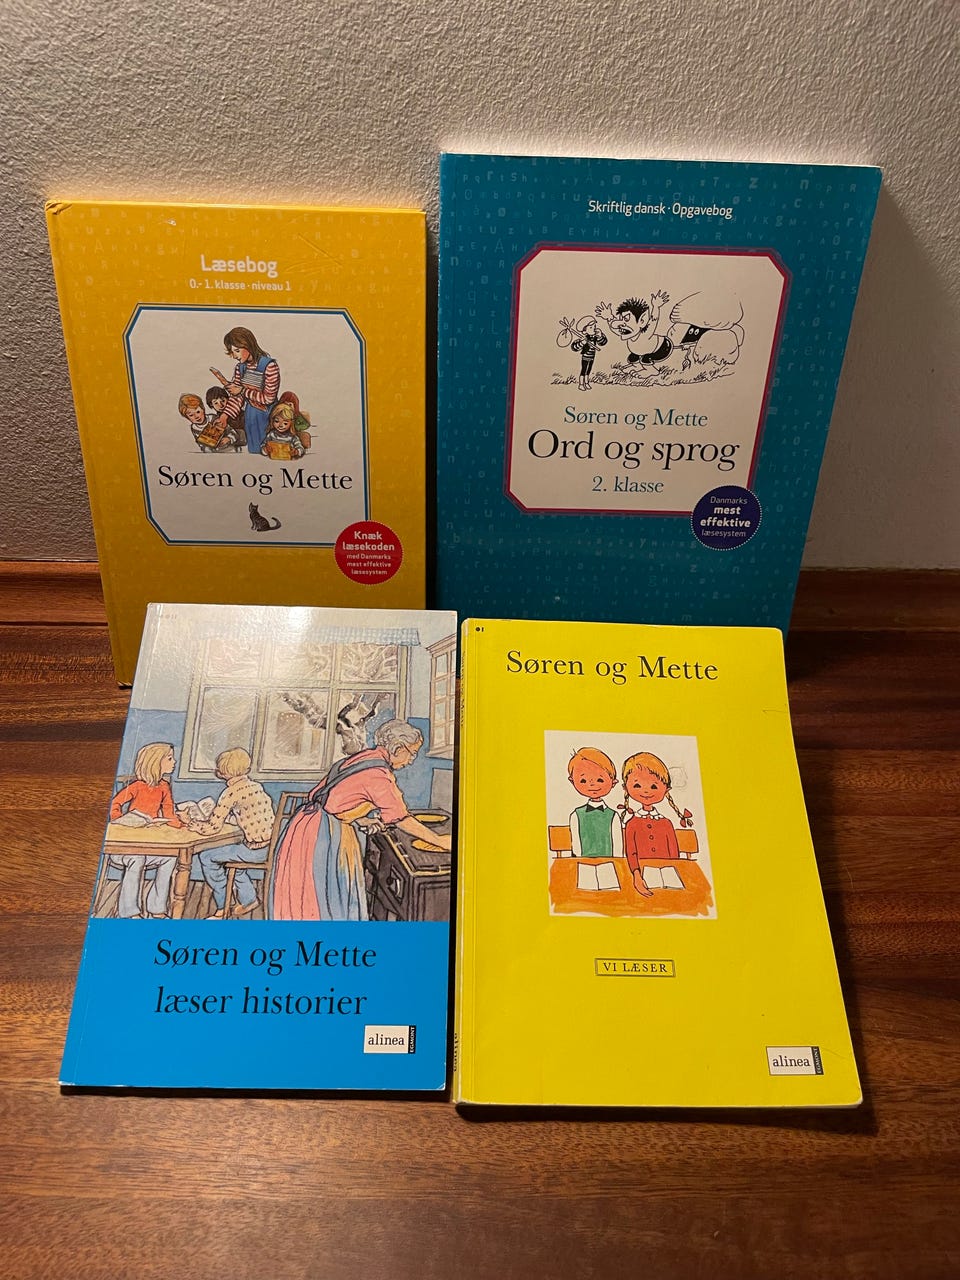 Læsebog
0.- 1. klasse · niveau 1
Søren og Mette
Knæk
læsekoden
med Danmarks
mest effektive
læsesystem
Skriftlig dansk · Opgavebog
Søren og Mette
Ord og sprog
2. klasse
Danmarks
mest
effektive
læsesystem
Søren og Mette
læser historier
alinea
EGMONT
Søren og Mette
VI LÆSER
alinea
EGMONT